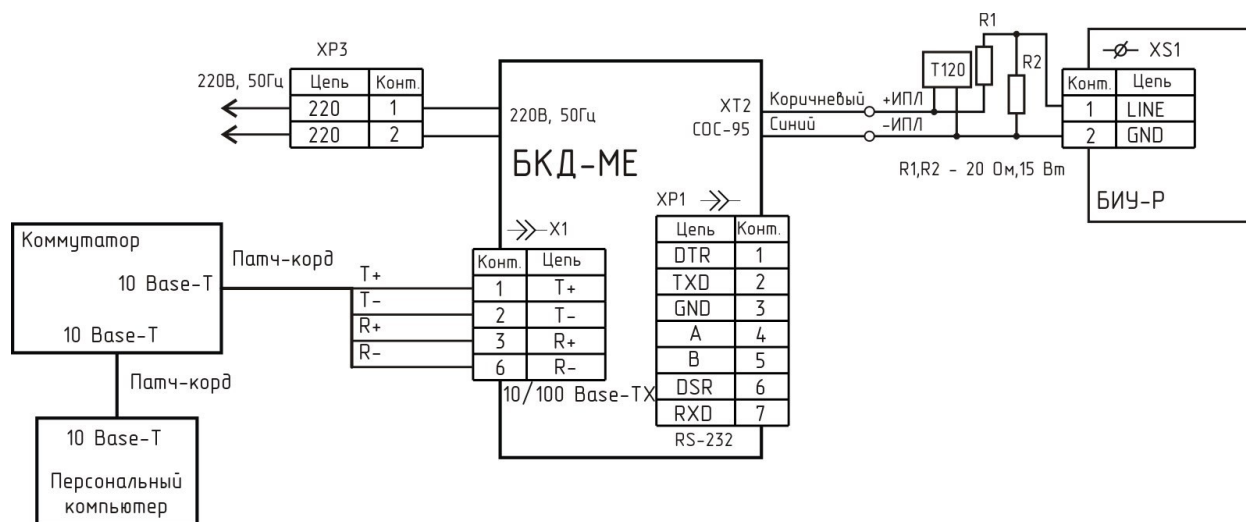 XP3
220В, 50Гц
Цепь Конт.
220 1
220 2
220В, 50Гц
БКД-МЕ
XT2
СОС-95
Коричневый +ИПЛ
Синий -ИПЛ
T120
R1
R2
R1,R2 - 20 Ом,15 Вт
XS1
Конт. Цепь
1 LINE
2 GND
БИУ-Р
XP1
Цепь Конт.
DTR 1
TXD 2
GND 3
A 4
B 5
DSR 6
RXD 7
RS-232
X1
Конт. Цепь
1 T+
2 T-
3 R+
6 R-
10/100 Base-TX
Коммутатор
10 Base-T
10 Base-T
Патч-корд
T+
T-
R+
R-
Патч-корд
10 Base-T
Персональный
компьютер